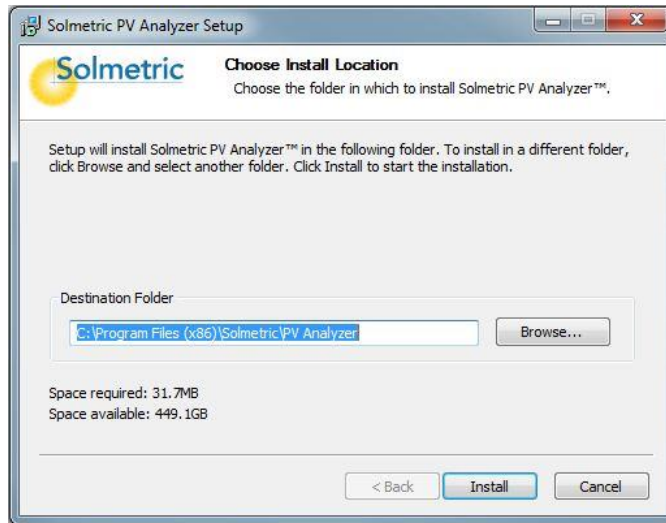 Solmetric PV Analyzer Setup
Solmetric
Choose Install Location
Choose the folder in which to install Solmetric PV Analyzer™.
Setup will install Solmetric PV Analyzer™ in the following folder. To install in a different folder,
click Browse and select another folder. Click Install to start the installation.
Destination Folder
C:\Program Files (x86)\Solmetric\PV Analyzer
Browse...
Space required: 31.7MB
Space available: 449.1GB
< Back
Install
Cancel